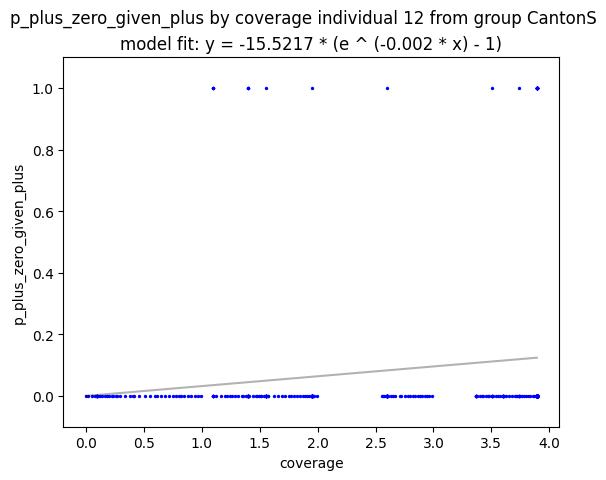 p_plus_zero_given_plus by coverage individual 12 from group CantonS
model fit: y = -15.5217 * (e ^ (-0.002 * x) - 1)
1.0
0.8
0.6
0.4
0.2
0.0
p_plus_zero_given_plus
0.0 0.5 1.0 1.5 2.0 2.5 3.0 3.5 4.0
coverage